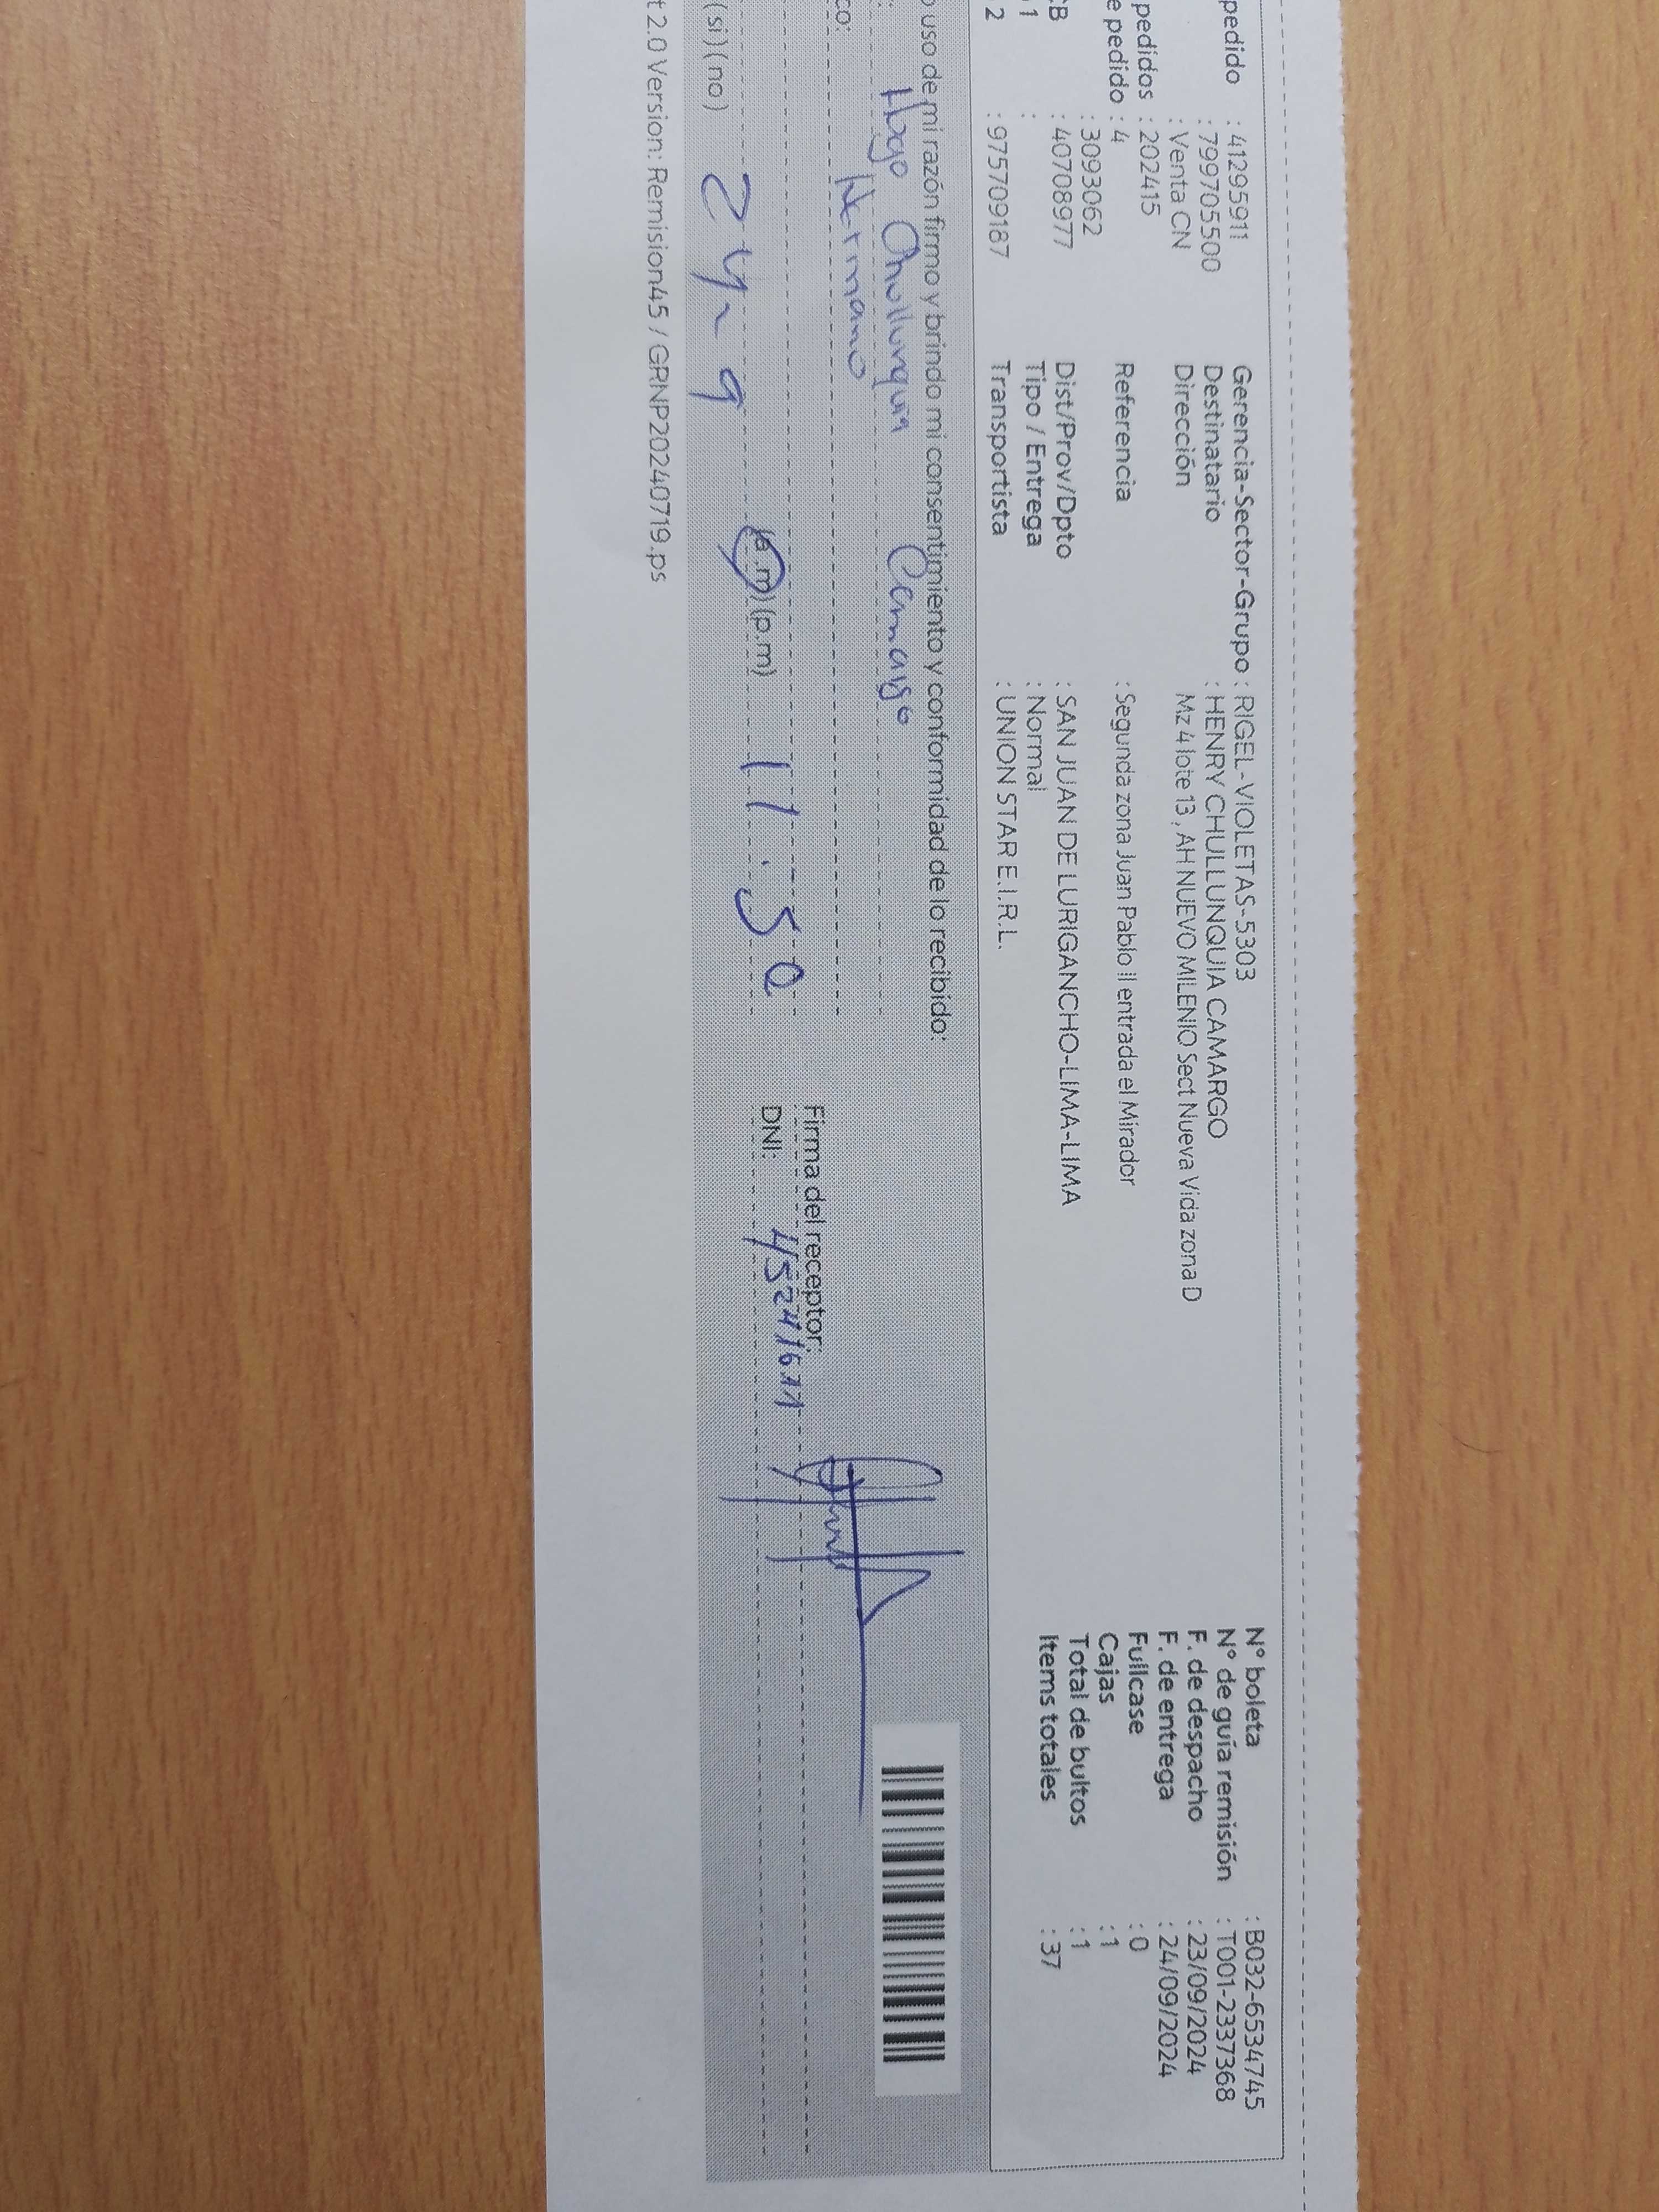 pedido : 41295911 Gerencia-Sector-Grupo : RIGEL-VIOLETAS-5303 N° boleta : B032-6534745
: 799705500 Destinatario : HENRY CHULLUNQUIA CAMARGO N° de guía remisión : T001-2337368
: Venta CN Dirección Mz 4 lote 13 , AH NUEVO MILENIO Sect Nueva Vida zona D F. de despacho : 23/09/2024
pedidos : 202415 F. de entrega : 24/09/2024
e pedido : 4 Referencia : Segunda zona Juan Pablo II entrada el Mirador Fullcase : 0
: 3093062 Cajas : 1
CB : 40708977 Dist/Prov/Dpto : SAN JUAN DE LURIGANCHO-LIMA-LIMA Total de bultos : 1
1 : Tipo / Entrega : Normal Items totales : 37
2 : 975709187 Transportista : UNION STAR E.I.R.L.
o uso de mi razón firmo y brindo mi consentimiento y conformidad de lo recibido:
Chullunquia
co: Hermano
Firma del receptor:
(a.m)(p.m) 11:50 DNI:
(si)(no) 24-9
t 2.0 Version: Remision45 / GRNP20240719.ps